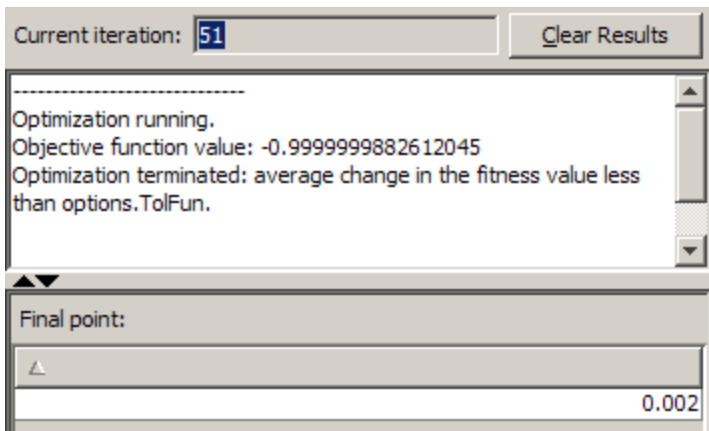 Current iteration: 51 Clear Results
-----------------------------
Optimization running.
Objective function value: -0.9999999882612045
Optimization terminated: average change in the fitness value less
than options.TolFun.
Final point:
0.002